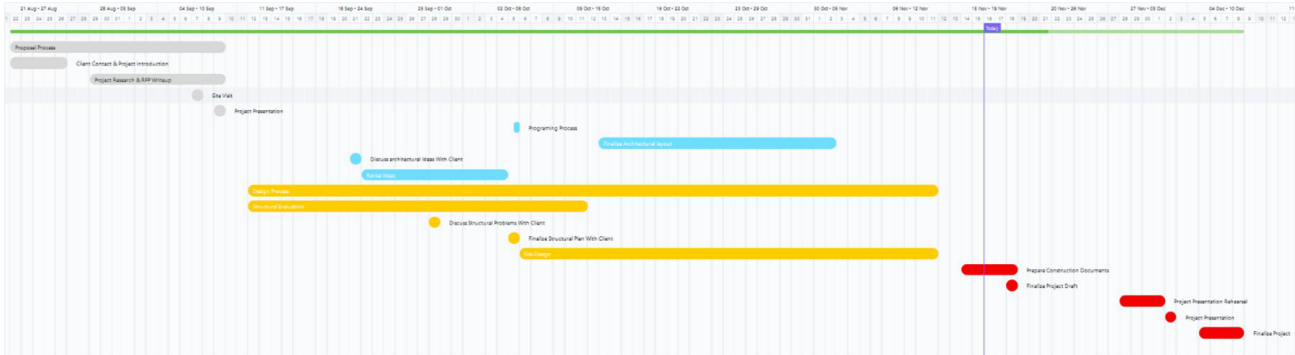 21 Aug - 27 Aug 28 Aug - 03 Sep 04 Sep - 10 Sep 11 Sep - 17 Sep 18 Sep - 24 Sep 25 Sep - 01 Oct 02 Oct - 08 Oct 09 Oct - 15 Oct 16 Oct - 22 Oct 23 Oct - 29 Oct 30 Oct - 05 Nov 06 Nov - 12 Nov 13 Nov - 19 Nov 20 Nov - 26 Nov 27 Nov - 03 Dec 04 Dec - 10 Dec 11
Today
Proposal Process
Client Contact & Project Introduction
Project Research & RFP Writeup
Site Visit
Project Presentation
Programing Process
Finalize Architectural layout
Discuss architectural Ideas With Client
Revise Ideas
Design Process
Structural Evaluation
Discuss Structural Problems With Client
Finalize Structural Plan With Client
Site Design
Prepare Construction Documents
Finalize Project Draft
Project Presentation Rehearsal
Project Presentation
Finalize Project